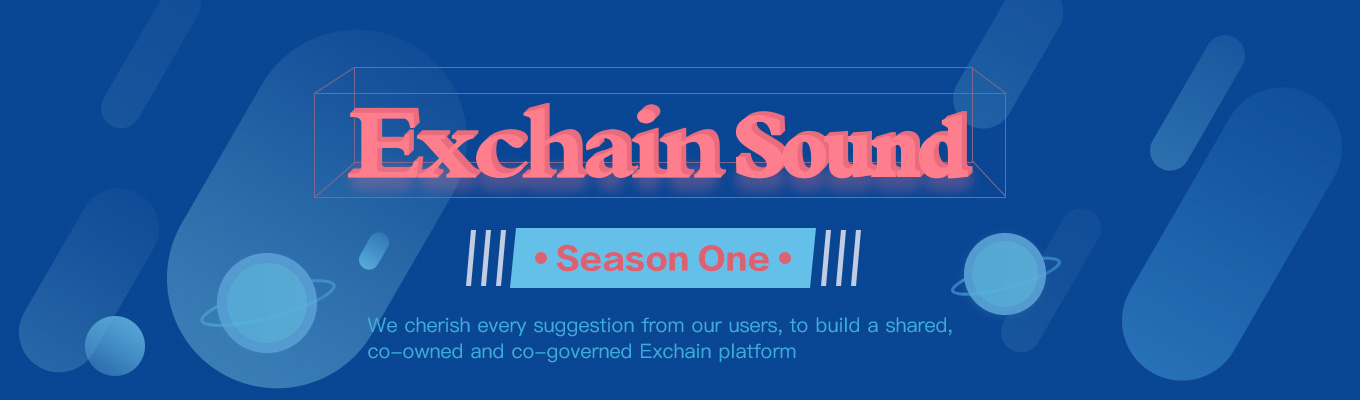 Exchain Sound
• Season One •
We cherish every suggestion from our users, to build a shared,
co-owned and co-governed Exchain platform